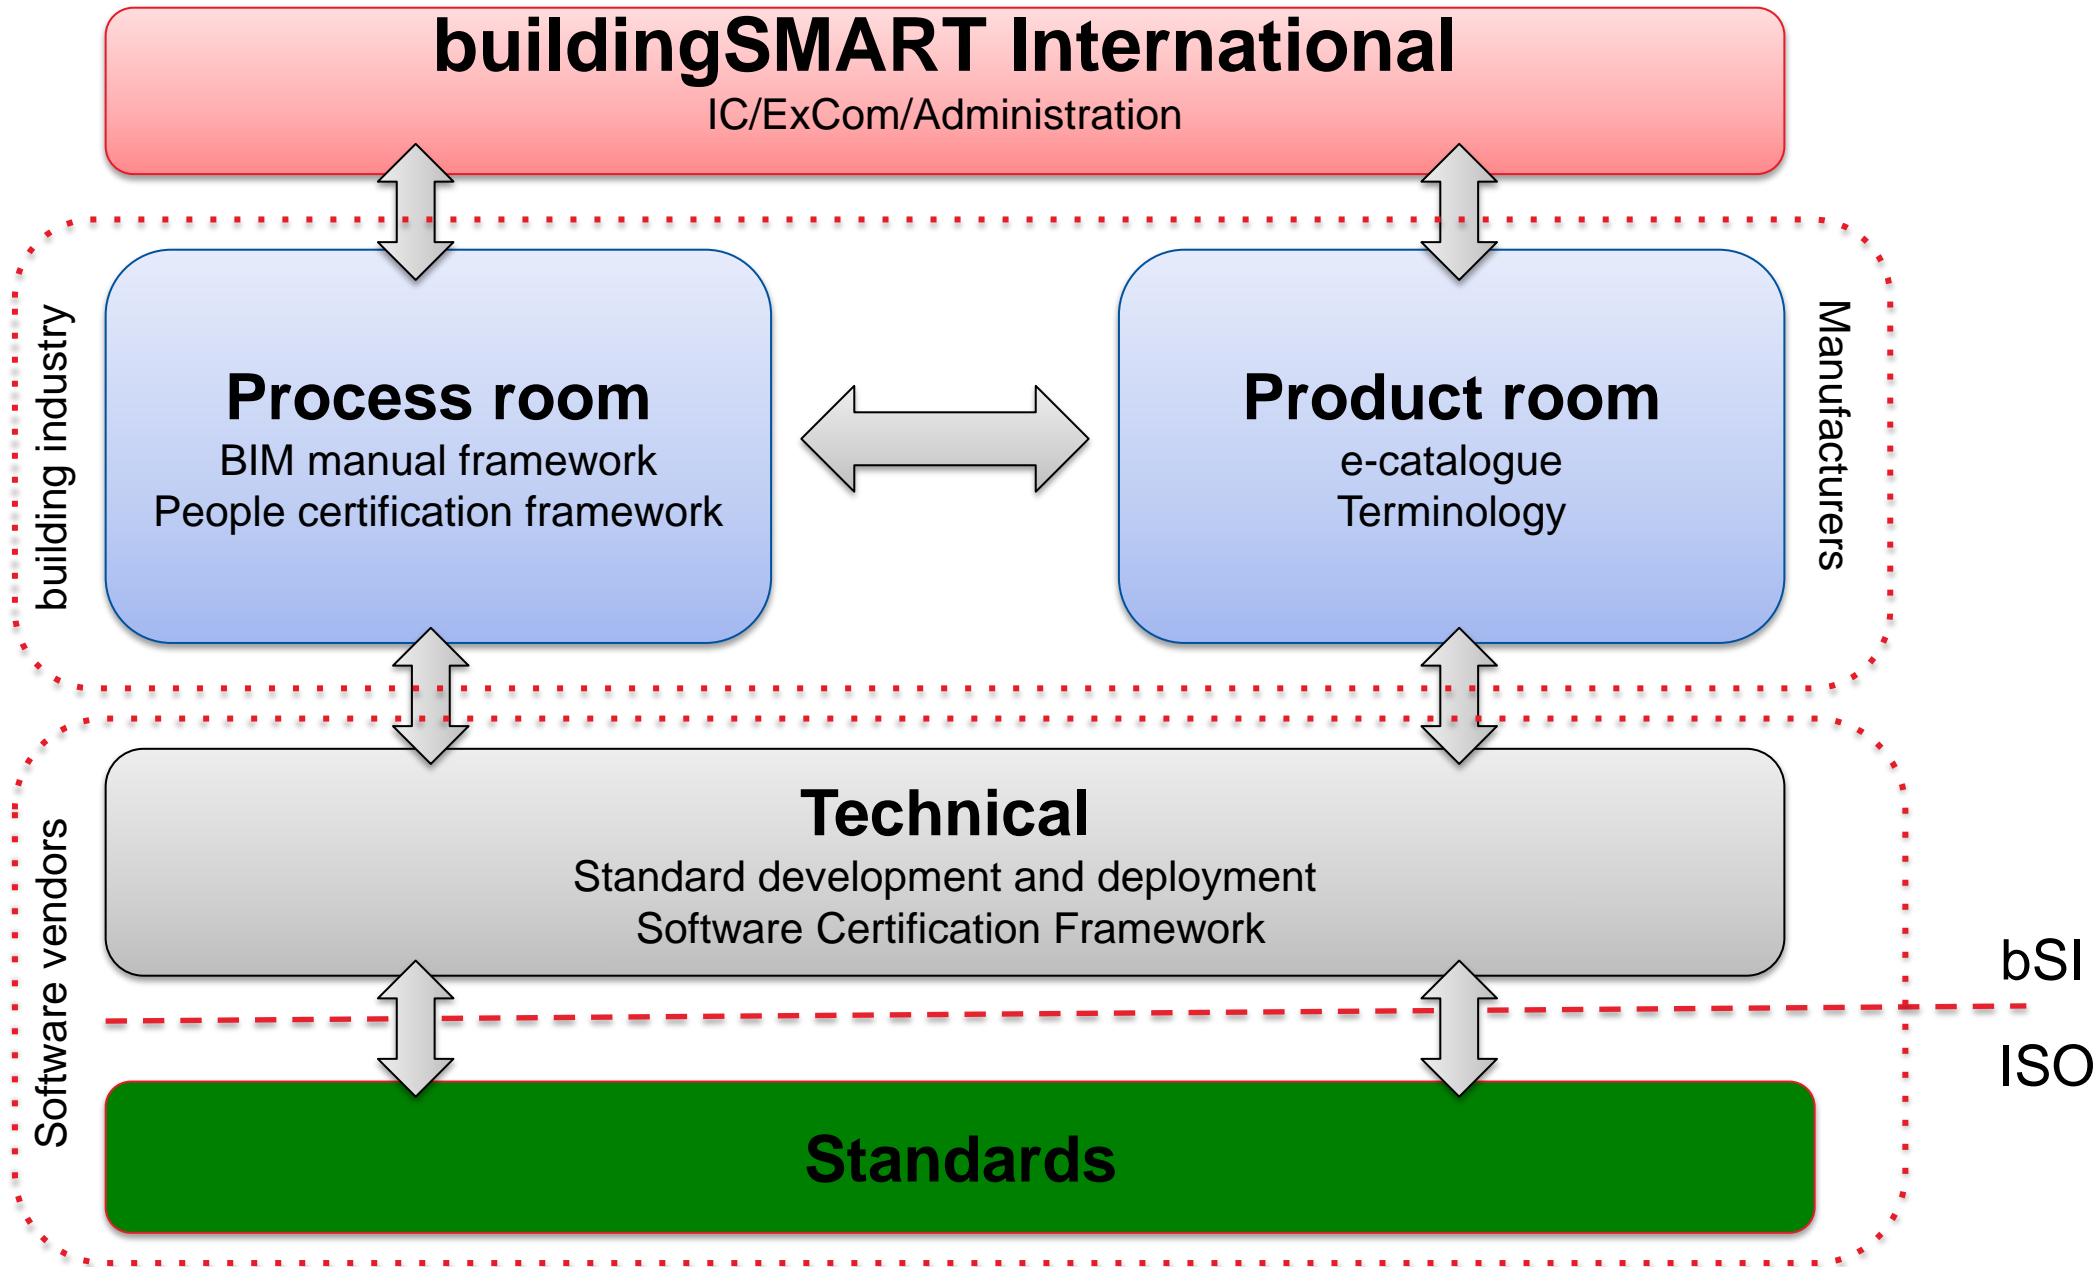 buildingSMART International
IC/ExCom/Administration
building industry
Process room
BIM manual framework
People certification framework
Product room
e-catalogue
Terminology
Manufacturers
Software vendors
Technical
Standard development and deployment
Software Certification Framework
bSI
ISO
Standards